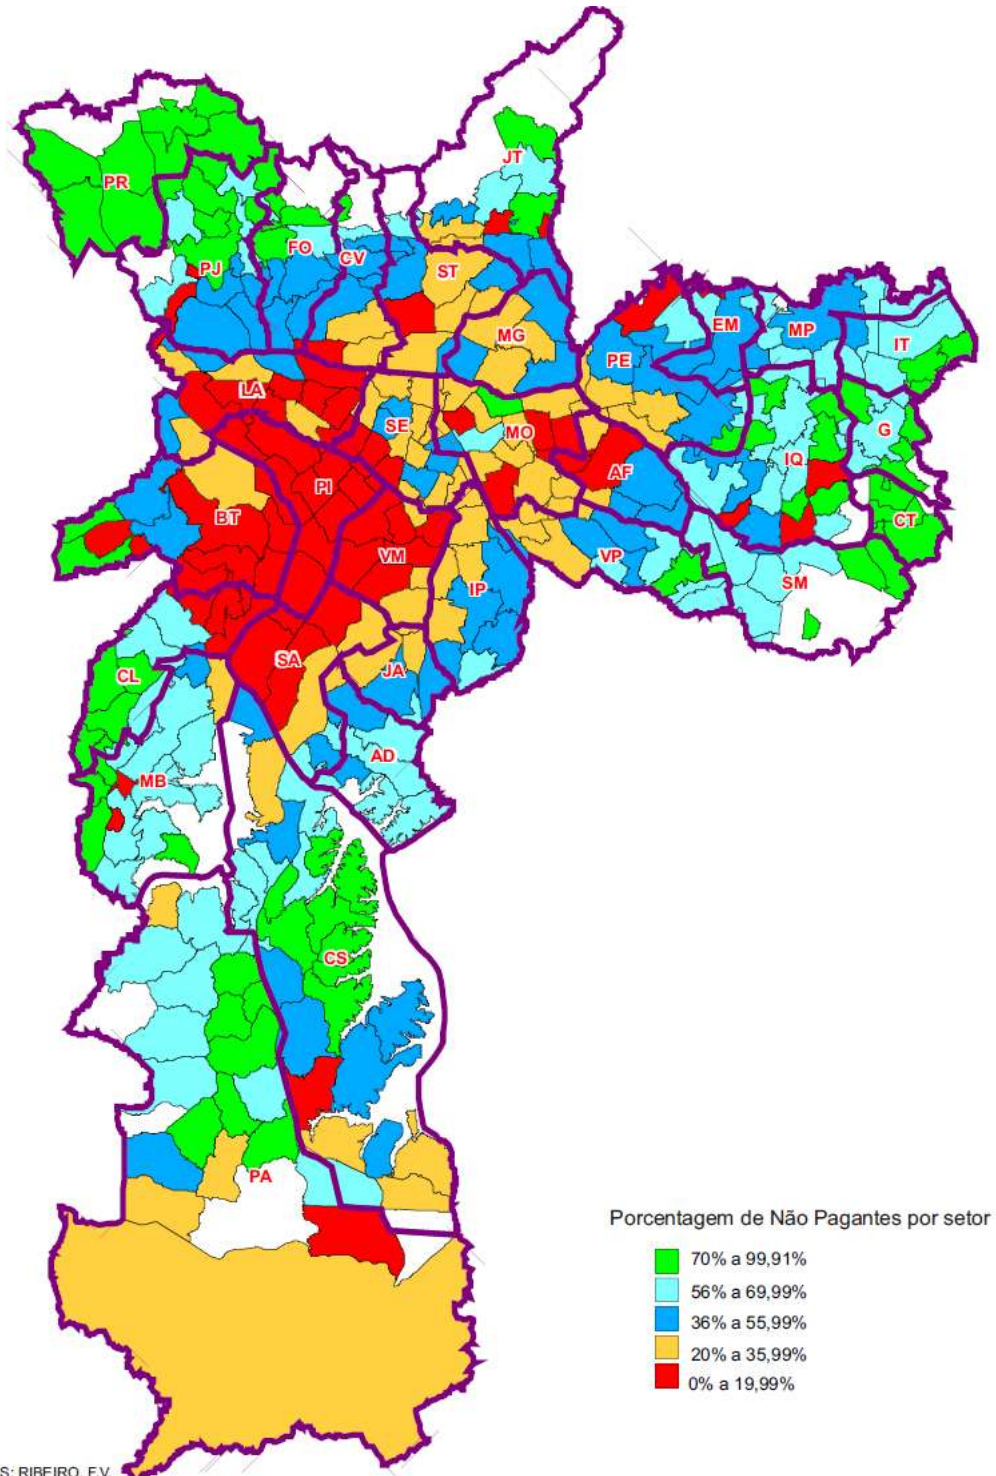 JT
PR
FO
CV
PJ
ST
MG
EM
MP
IT
PE
LA
SE
MO
G
IQ
AF
PI
BT
CT
VM
VP
SM
IP
SA
JA
CL
AD
MB
CS
PA
Porcentagem de Não Pagantes por setor
70% a 99,91%
56% a 69,99%
36% a 55,99%
20% a 35,99%
0% a 19,99%
S: RIBEIRO, F.V.